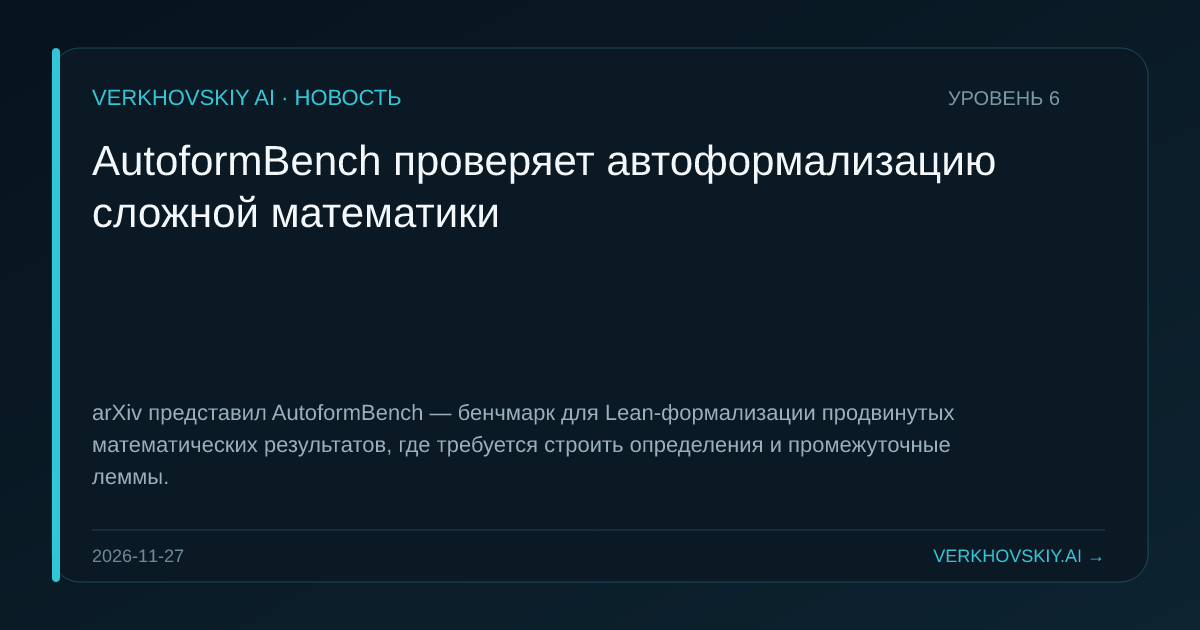 VERKHOVSKIY AI · НОВОСТЬ
УРОВЕНЬ 6
AutoformBench проверяет автоформализацию
сложной математики
arXiv представил AutoformBench — бенчмарк для Lean-формализации продвинутых
математических результатов, где требуется строить определения и промежуточные
леммы.
2026-11-27
VERKHOVSKIY.AI →